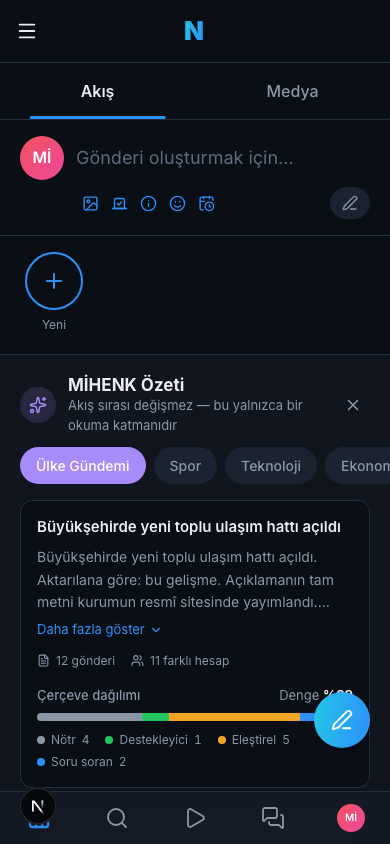 N
Akış
Medya
Mİ
Gönderi oluşturmak için...
Yeni
MİHENK Özeti
Akış sırası değişmez — bu yalnızca bir
okuma katmanıdır
Ülke Gündemi
Spor
Teknoloji
Ekonom
Büyükşehirde yeni toplu ulaşım hattı açıldı
Büyükşehirde yeni toplu ulaşım hattı açıldı.
Aktarılana göre: bu gelişme. Açıklamanın tam
metni kurumun resmî sitesinde yayımlandı....
Daha fazla göster
12 gönderi
11 farklı hesap
Çerçeve dağılımı
Denge
Nötr 4
Destekleyici 1
Eleştirel 5
Soru soran 2
N
Mİ